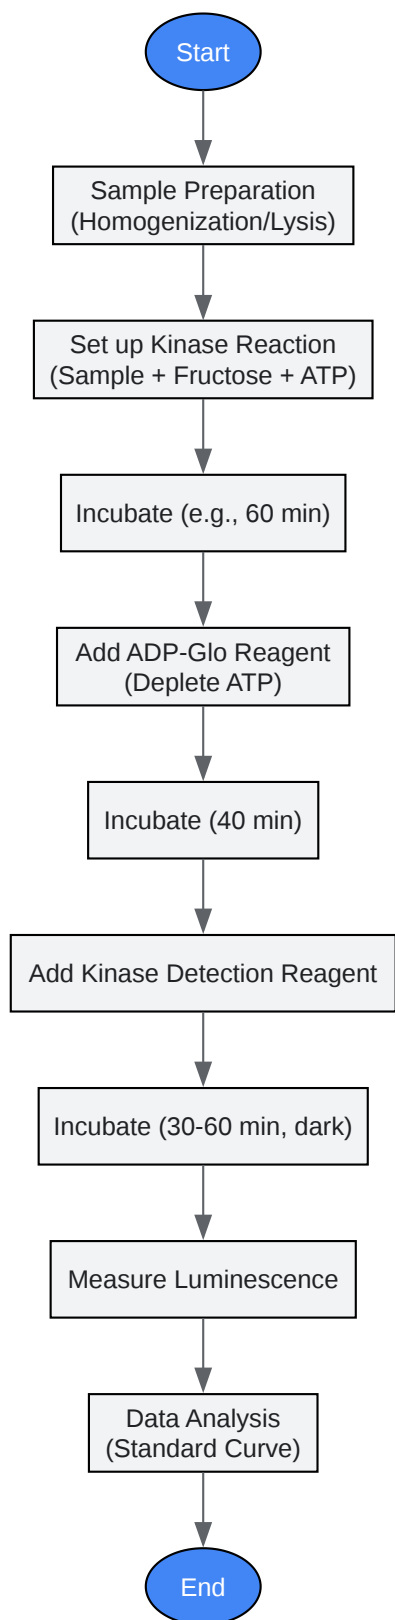 Start
Sample Preparation
(Homogenization/Lysis)
Set up Kinase Reaction
(Sample + Fructose + ATP)
Incubate (e.g., 60 min)
Add ADP-Glo Reagent
(Deplete ATP)
Incubate (40 min)
Add Kinase Detection Reagent
Incubate (30-60 min, dark)
Measure Luminescence
Data Analysis
(Standard Curve)
End